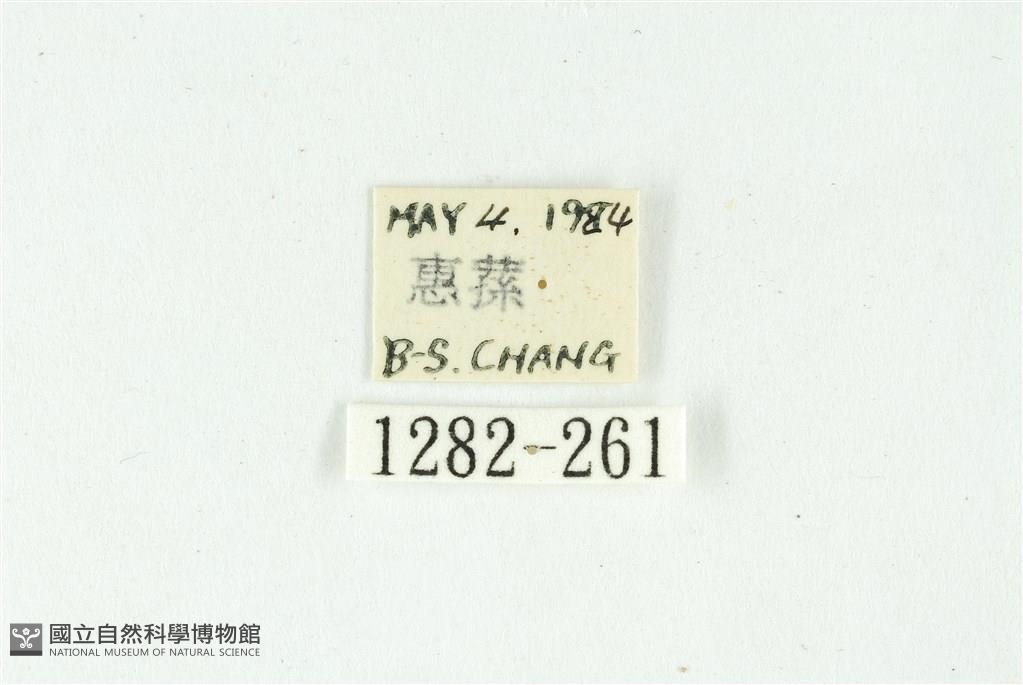 MAY 4. 1984
惠蓀
B-S. CHANG
1282-261
國立自然科學博物館
NATIONAL MUSEUM OF NATURAL SCIENCE